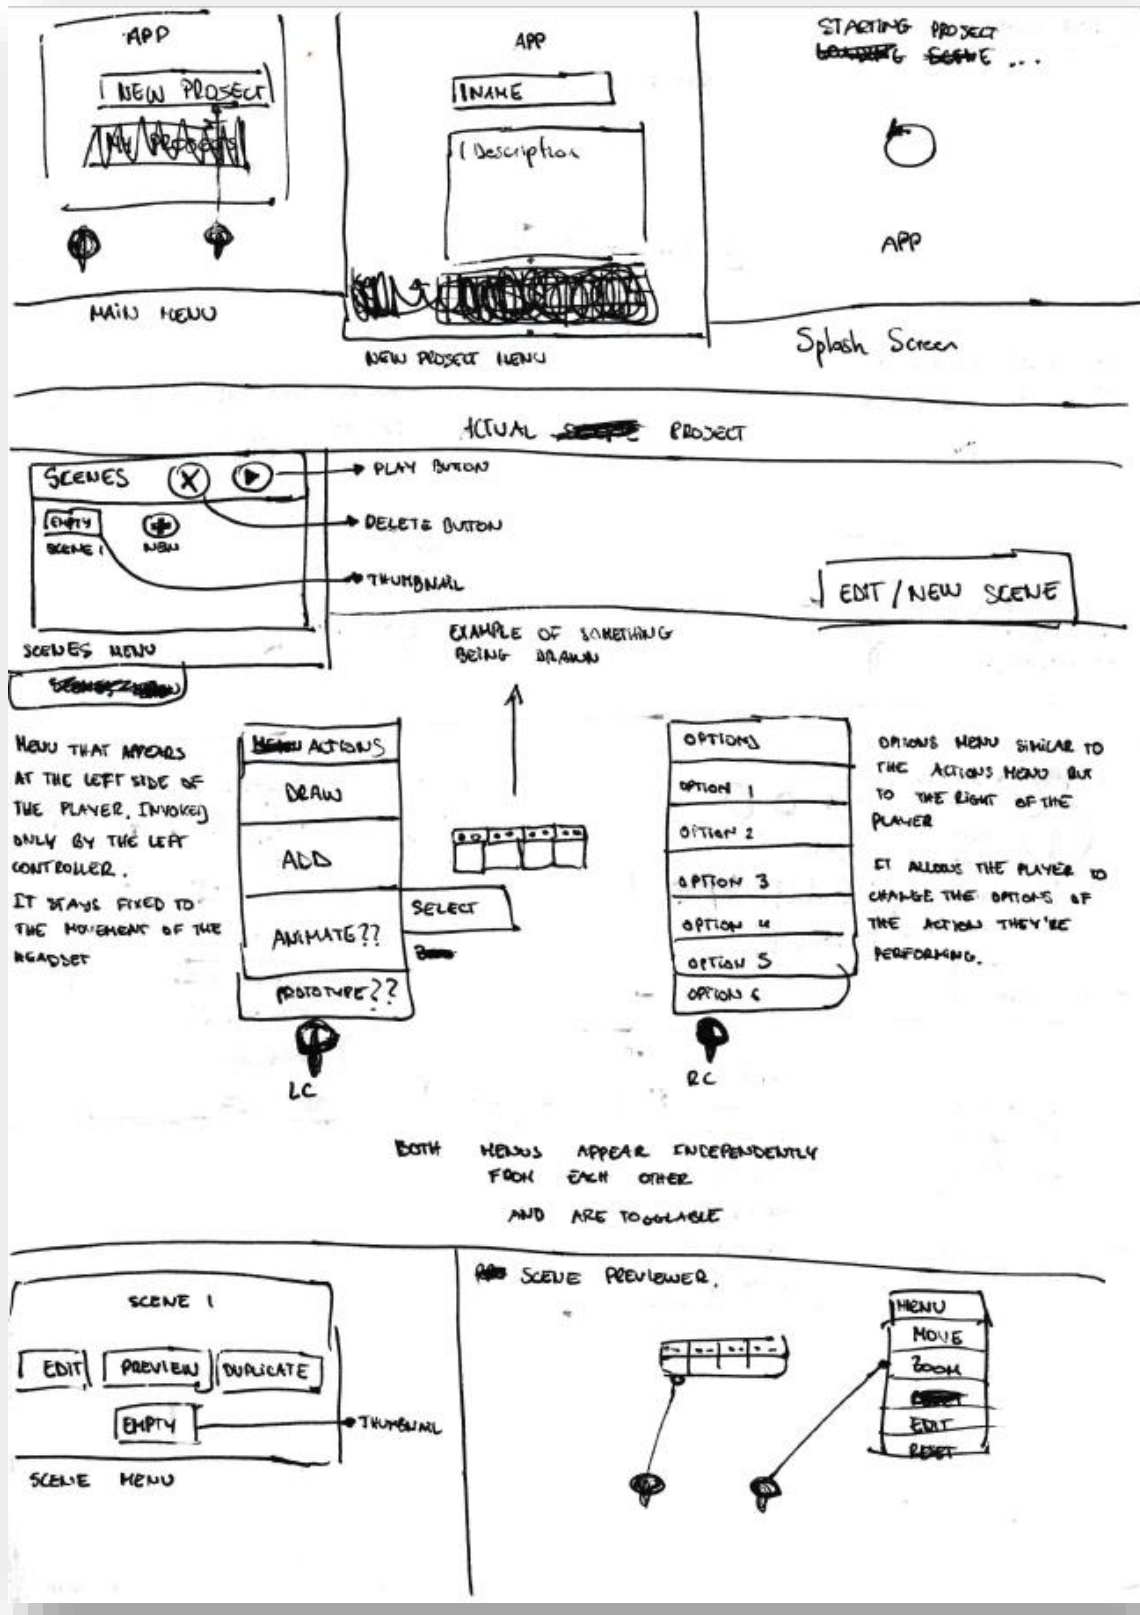 APP
NEW PROJECT
MY PROJECTS
MAIN MENU
APP
NAME
Description
NEW PROJECT MENU
STARTING PROJECT
LOADING SCENE ...
APP
Splash Screen
ACTUAL PROJECT
SCENES
EMPTY
SCENE 1
NEW
PLAY BUTTON
DELETE BUTTON
THUMBNAIL
SCENES MENU
EDIT / NEW SCENE
EXAMPLE OF SOMETHING
BEING DRAWN
MENU THAT APPEARS
AT THE LEFT SIDE OF
THE PLAYER. INVOKED
ONLY BY THE LEFT
CONTROLLER.
IT STAYS FIXED TO
THE MOVEMENT OF THE
HEADSET
ACTIONS
DRAW
ADD
ANIMATE??
PROTOTYPE??
SELECT
LC
OPTIONS
OPTION 1
OPTION 2
OPTION 3
OPTION 4
OPTION 5
OPTION 6
RC
OPTIONS MENU SIMILAR TO
THE ACTIONS MENU BUT
TO THE RIGHT OF THE
PLAYER
IT ALLOWS THE PLAYER TO
CHANGE THE OPTIONS OF
THE ACTION THEY'RE
PERFORMING.
BOTH MENUS APPEAR INDEPENDENTLY
FROM EACH OTHER
AND ARE TOGGLABLE
SCENE 1
EDIT
PREVIEW
DUPLICATE
EMPTY
THUMBNAIL
SCENE MENU
SCENE PREVIEWER.
MENU
MOVE
ZOOM
EDIT
RESET